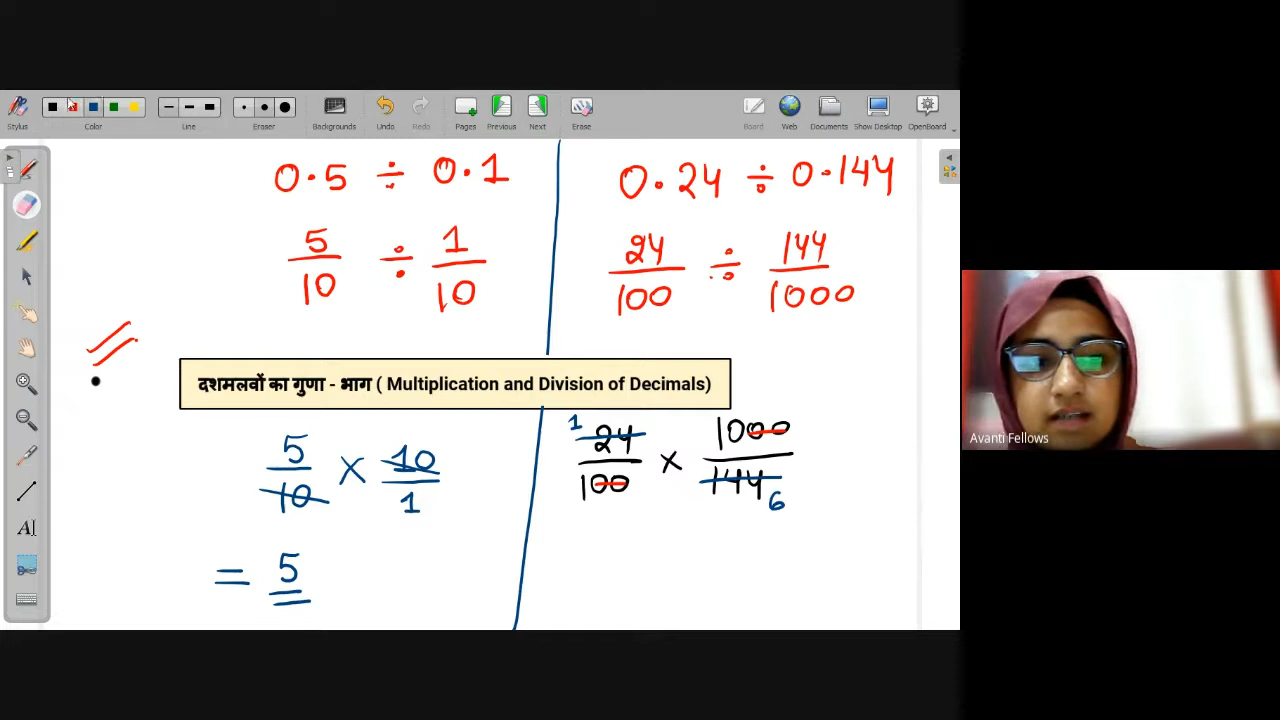 Stylus Color Line Eraser Backgrounds Undo Redo Pages Previous Next Erase Board Web Documents Show Desktop OpenBoard
0.5 ÷ 0.1
5/10 ÷ 1/10
0.24 ÷ 0.144
24/100 ÷ 144/1000
दशमलवों का गुणा - भाग ( Multiplication and Division of Decimals)
5/10 × 10/1
= 5
1 24/100 × 1000/144 6
Avanti Fellows